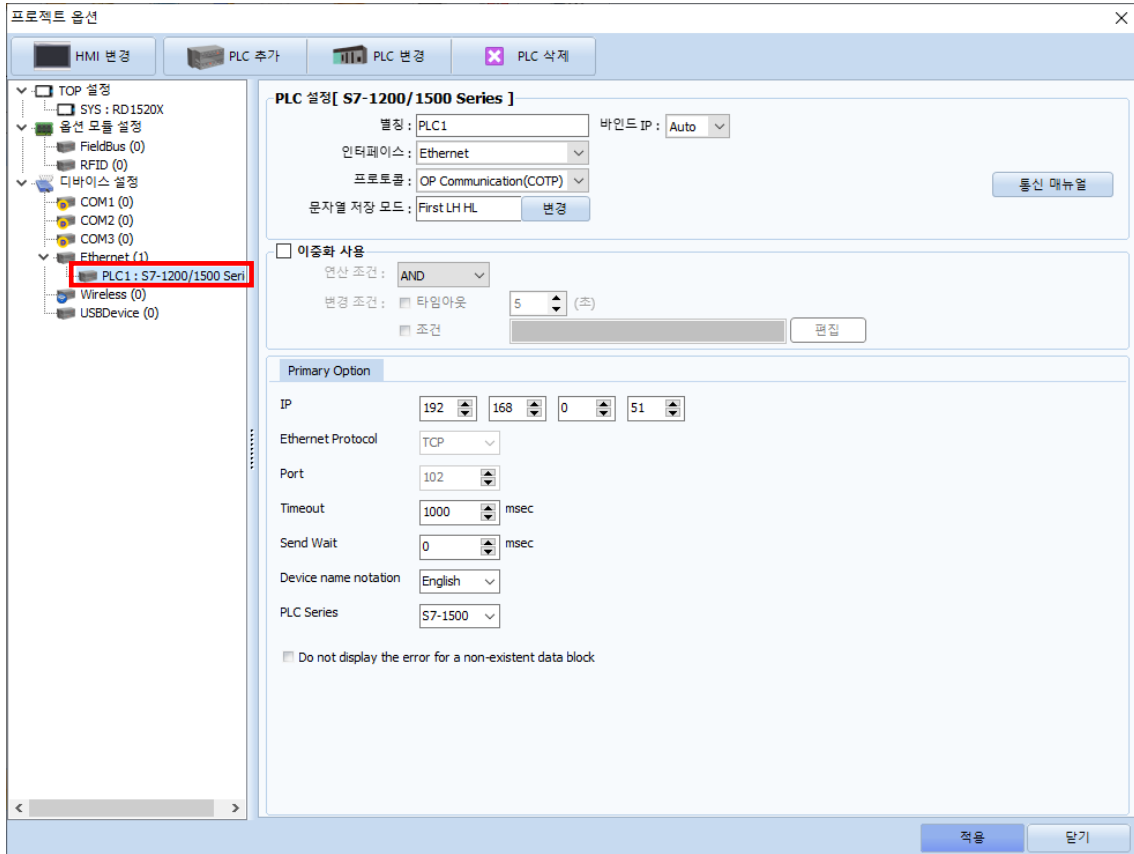 프로젝트 옵션
HMI 변경
PLC 추가
PLC 변경
PLC 삭제
TOP 설정
SYS : RD1520X
옵션 모듈 설정
FieldBus (0)
RFID (0)
디바이스 설정
COM1 (0)
COM2 (0)
COM3 (0)
Ethernet (1)
PLC1 : S7-1200/1500 Seri
Wireless (0)
USBDevice (0)
PLC 설정[ S7-1200/1500 Series ]
별칭 : PLC1 바인드 IP : Auto
인터페이스 : Ethernet
프로토콜 : OP Communication(COTP)
통신 매뉴얼
문자열 저장 모드 : First LH HL 변경
이중화 사용
연산 조건 : AND
변경 조건 : 타임아웃 5 (초)
조건 편집
Primary Option
IP 192 168 0 51
Ethernet Protocol TCP
Port 102
Timeout 1000 msec
Send Wait 0 msec
Device name notation English
PLC Series S7-1500
Do not display the error for a non-existent data block
적용 닫기